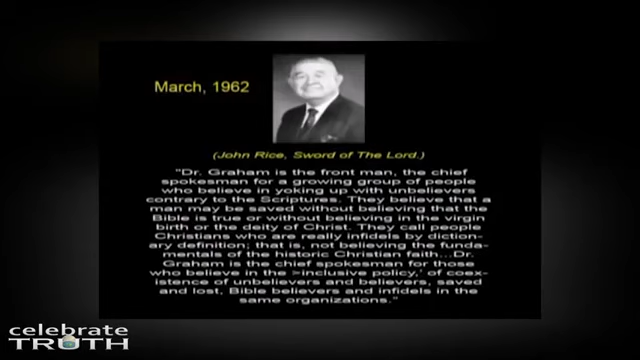 March, 1962
(John Rice, Sword of The Lord.)
"Dr. Graham is the front man, the chief
spokesman for a growing group of people
who believe in yoking up with unbelievers
contrary to the Scriptures. They believe that a
man may be saved without believing that the
Bible is true or without believing in the virgin
birth or the deity of Christ. They call people
Christians who are really infidels by diction-
ary definition; that is, not believing the funda-
mentals of the historic Christian faith...Dr.
Graham is the chief spokesman for those
who believe in the >inclusive policy,' of coex-
istence of unbelievers and believers, saved
and lost, Bible believers and infidels in the
same organizations."
celebrate
TRUTH